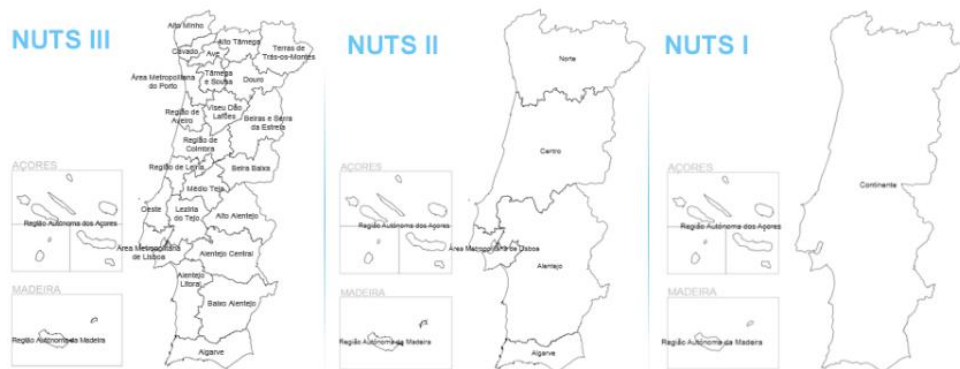 NUTS III
Alto Minho
Alto Tâmega
Terras de
Trás-os-Montes
Cávado
Ave
Área Metropolitana
do Porto
Tâmega
e Sousa
Douro
Região de
Aveiro
Viseu Dão
Lafões
Beiras e Serra
da Estrela
Região de
Coimbra
Região de Leiria
Beira Baixa
Médio Tejo
Oeste
Lezíria
do Tejo
Alto Alentejo
Área Metropolitana
de Lisboa
Alentejo Central
Alentejo
Litoral
Baixo Alentejo
Algarve
AÇORES
Região Autónoma dos Açores
MADEIRA
Região Autónoma da Madeira
NUTS II
Norte
Centro
Área Metropolitana de Lisboa
Alentejo
Algarve
AÇORES
Região Autónoma dos Açores
MADEIRA
Região Autónoma da Madeira
NUTS I
Continente
AÇORES
Região Autónoma dos Açores
MADEIRA
Região Autónoma da Madeira